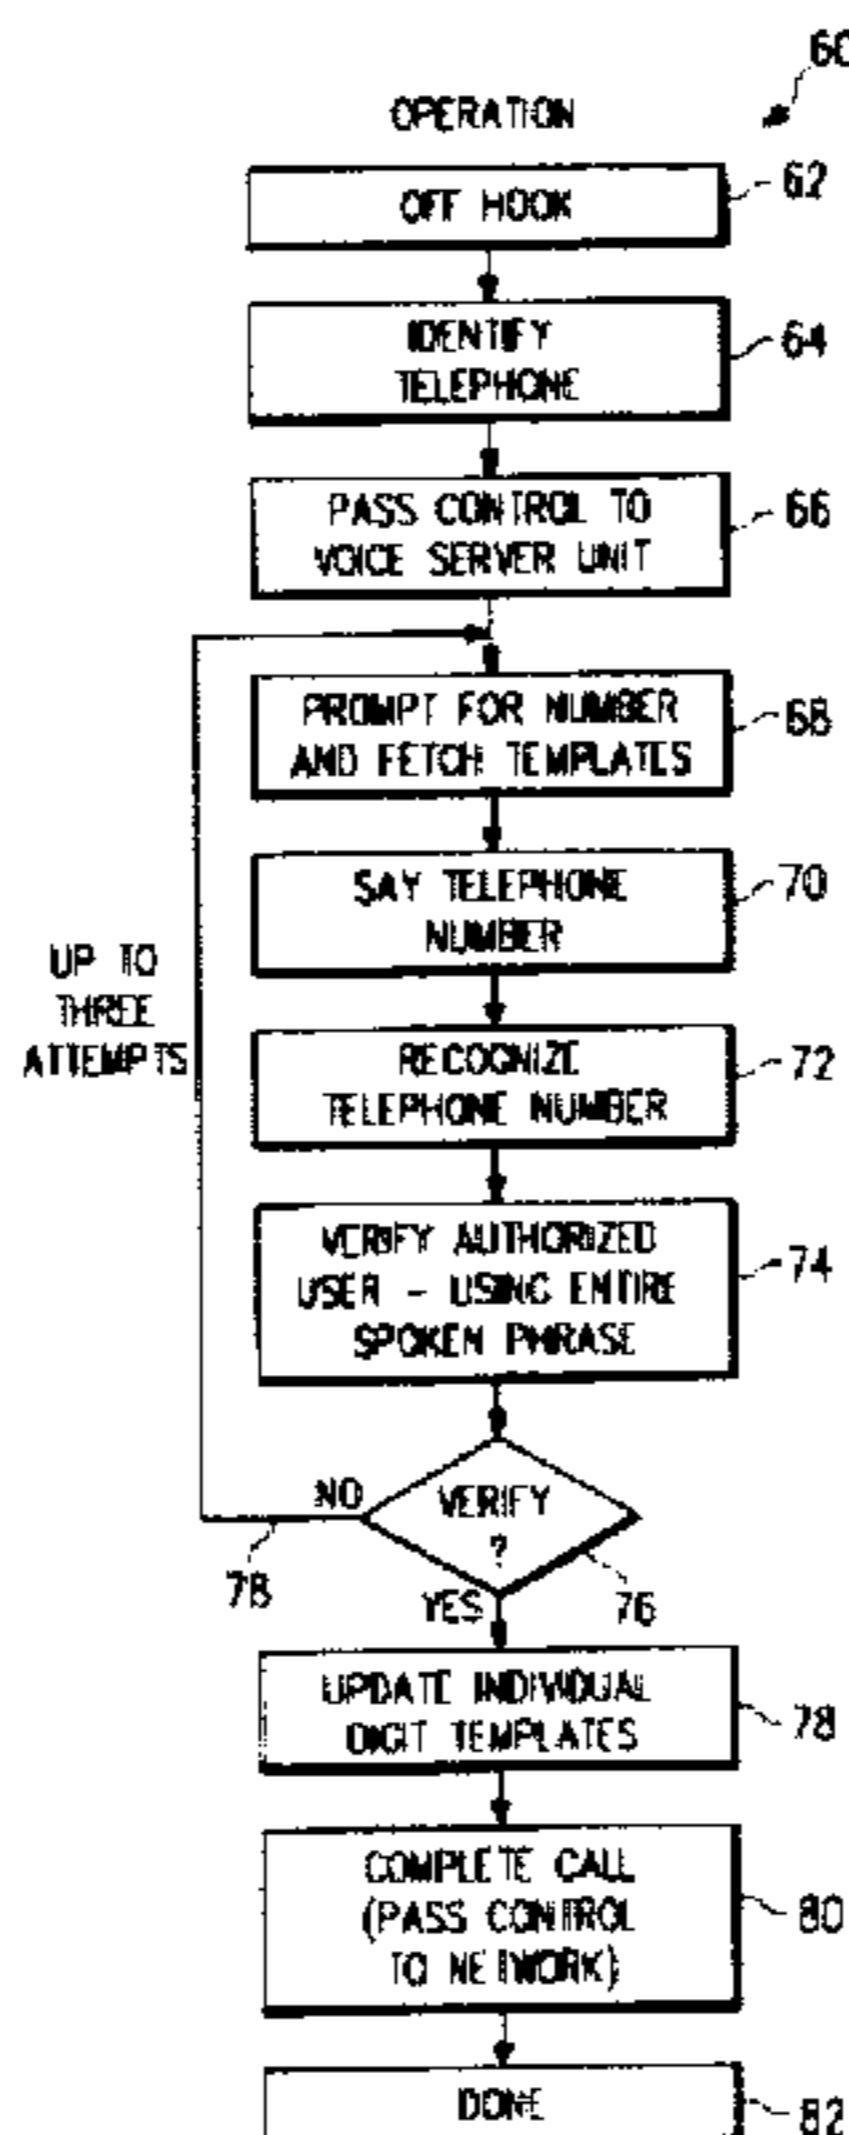 60
OPERATION
OFF HOOK
62
IDENTIFY
TELEPHONE
64
PASS CONTROL TO
VOICE SERVER UNIT
66
PROMPT FOR NUMBER
AND FETCH TEMPLATES
68
SAY TELEPHONE
NUMBER
70
UP TO
THREE
ATTEMPTS
RECOGNIZE
TELEPHONE NUMBER
72
VERIFY AUTHORIZED
USER - USING ENTIRE
SPOKEN PHRASE
74
NO
VERIFY
?
78
YES
76
UPDATE INDIVIDUAL
DIGIT TEMPLATES
78
COMPLETE CALL
(PASS CONTROL
TO NETWORK)
80
DONE
82